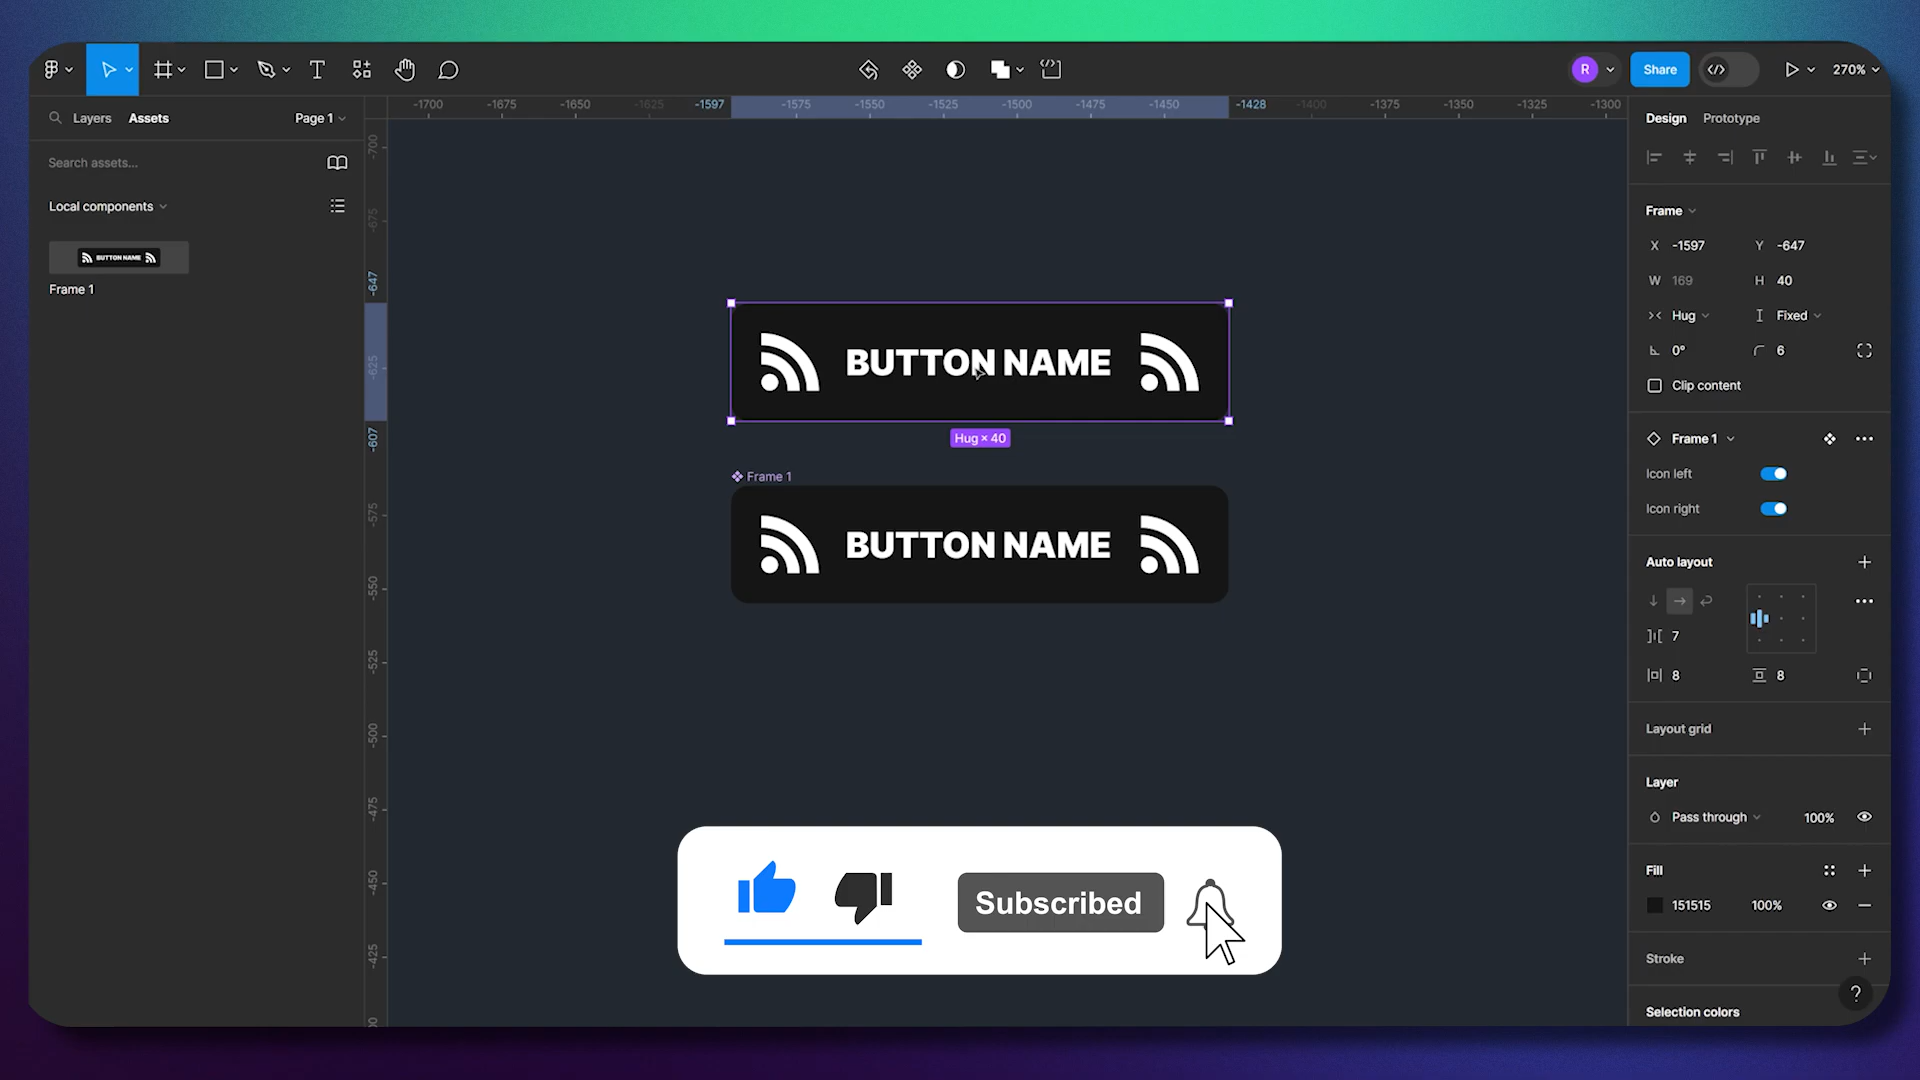 R
Share
270%
Layers
Assets
Page 1
-1700
-1675
-1650
-1625
-1597
-1575
-1550
-1525
-1500
-1475
-1450
-1428
-1400
-1375
-1350
-1325
-1300
Design
Prototype
Search assets...
Local components
BUTTON NAME
Frame 1
-700
-675
-647
-625
-607
-575
-550
-525
-500
-475
-450
-425
BUTTON NAME
Hug × 40
Frame 1
BUTTON NAME
Subscribed
Frame
X -1597
Y -647
W 169
H 40
Hug
Fixed
0°
6
Clip content
Frame 1
Icon left
Icon right
Auto layout
7
8
8
Layout grid
Layer
Pass through
100%
Fill
151515
100%
Stroke
?
Selection colors